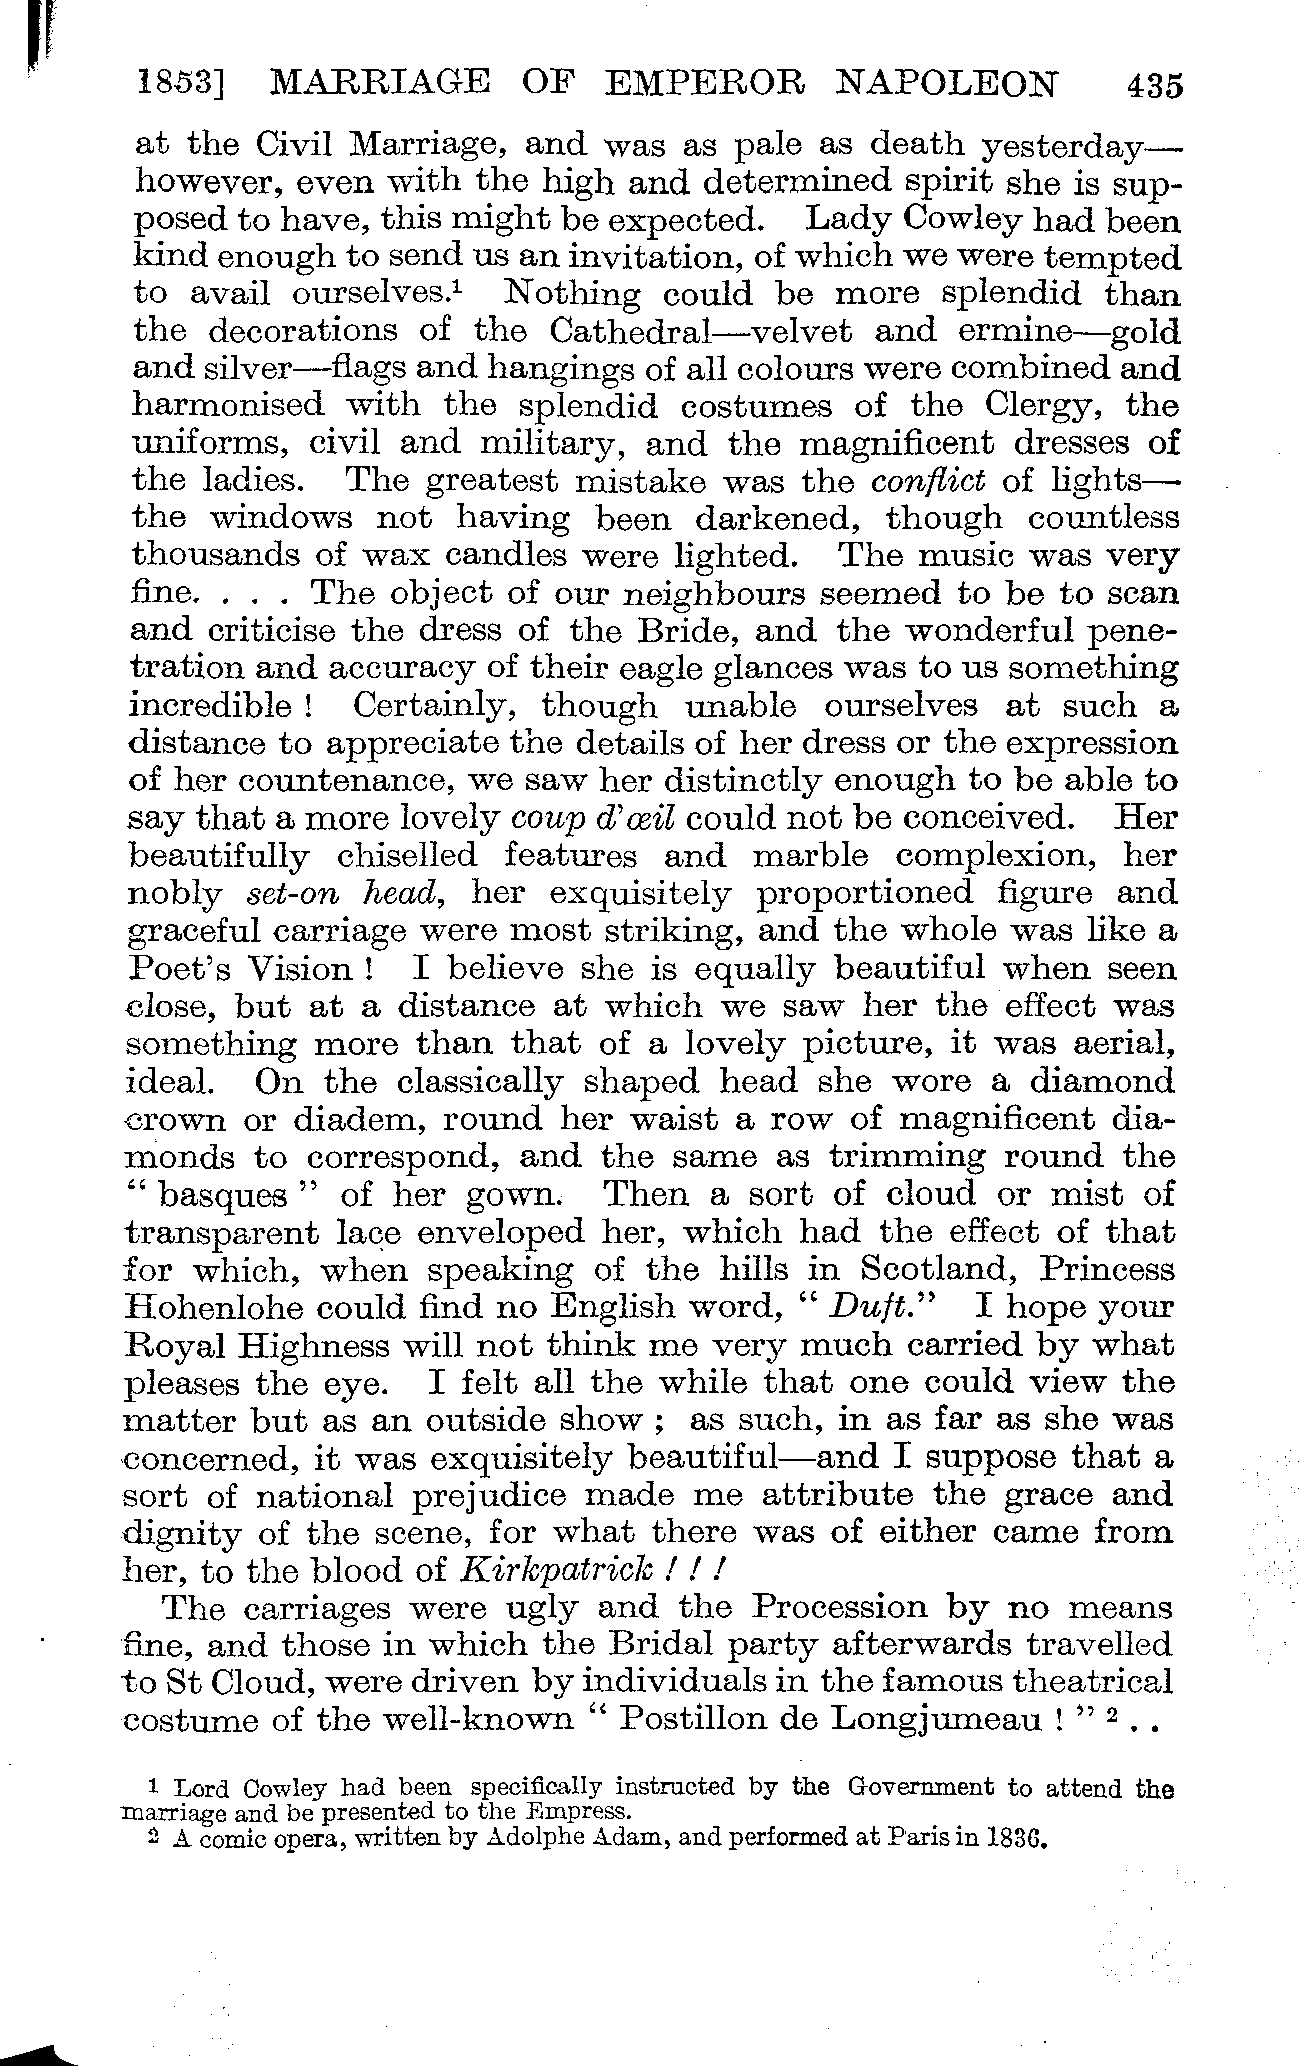 1853] MARRIAGE OF EMPEROR NAPOLEON 435
at the Civil Marriage, and was as pale as death yesterday—
however, even with the high and determined spirit she is sup-
posed to have, this might be expected. Lady Cowley had been
kind enough to send us an invitation, of which we were tempted
to avail ourselves.¹ Nothing could be more splendid than
the decorations of the Cathedral—velvet and ermine—gold
and silver—flags and hangings of all colours were combined and
harmonised with the splendid costumes of the Clergy, the
uniforms, civil and military, and the magnificent dresses of
the ladies. The greatest mistake was the conflict of lights—
the windows not having been darkened, though countless
thousands of wax candles were lighted. The music was very
fine. . . . The object of our neighbours seemed to be to scan
and criticise the dress of the Bride, and the wonderful pene-
tration and accuracy of their eagle glances was to us something
incredible ! Certainly, though unable ourselves at such a
distance to appreciate the details of her dress or the expression
of her countenance, we saw her distinctly enough to be able to
say that a more lovely coup d'œil could not be conceived. Her
beautifully chiselled features and marble complexion, her
nobly set-on head, her exquisitely proportioned figure and
graceful carriage were most striking, and the whole was like a
Poet's Vision ! I believe she is equally beautiful when seen
close, but at a distance at which we saw her the effect was
something more than that of a lovely picture, it was aerial,
ideal. On the classically shaped head she wore a diamond
crown or diadem, round her waist a row of magnificent dia-
monds to correspond, and the same as trimming round the
“ basques ” of her gown. Then a sort of cloud or mist of
transparent lace enveloped her, which had the effect of that
for which, when speaking of the hills in Scotland, Princess
Hohenlohe could find no English word, “ Duft.” I hope your
Royal Highness will not think me very much carried by what
pleases the eye. I felt all the while that one could view the
matter but as an outside show ; as such, in as far as she was
concerned, it was exquisitely beautiful—and I suppose that a
sort of national prejudice made me attribute the grace and
dignity of the scene, for what there was of either came from
her, to the blood of Kirkpatrick ! ! !
The carriages were ugly and the Procession by no means
fine, and those in which the Bridal party afterwards travelled
to St Cloud, were driven by individuals in the famous theatrical
costume of the well-known “ Postillon de Longjumeau ! ” ² . .
¹ Lord Cowley had been specifically instructed by the Government to attend the
marriage and be presented to the Empress.
² A comic opera, written by Adolphe Adam, and performed at Paris in 1836.